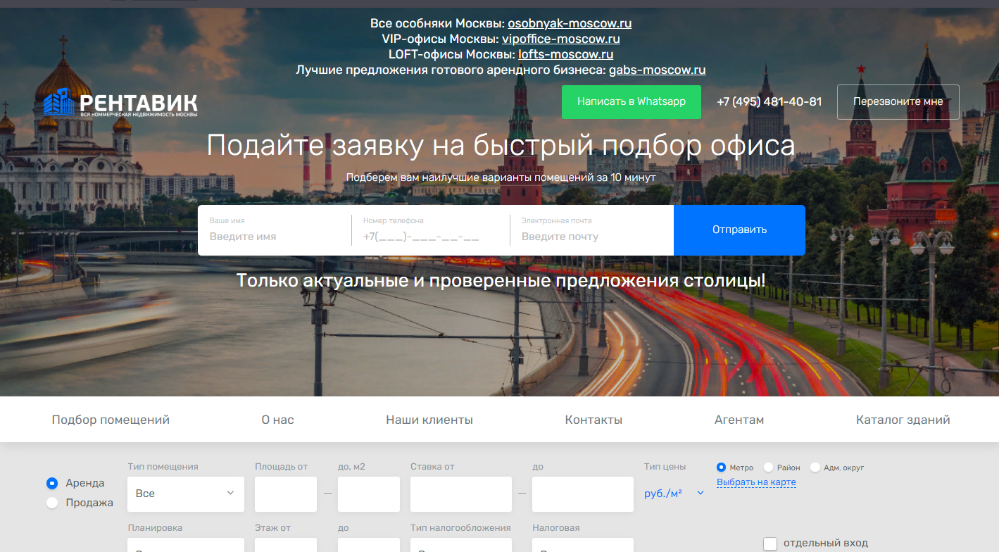 Все особняки Москвы: osobnyak-moscow.ru
VIP-офисы Москвы: vipoffice-moscow.ru
LOFT-офисы Москвы: lofts-moscow.ru
Лучшие предложения готового арендного бизнеса: gabs-moscow.ru
РЕНТАВИК
ВСЯ КОММЕРЧЕСКАЯ НЕДВИЖИМОСТЬ МОСКВЫ
Написать в Whatsapp
+7 (495) 481-40-81
Перезвоните мне
Подайте заявку на быстрый подбор офиса
Подберем вам наилучшие варианты помещений за 10 минут
Ваше имя
Введите имя
Номер телефона
+7(___)-___-__-__
Электронная почта
Введите почту
Отправить
Только актуальные и проверенные предложения столицы!
Подбор помещений
О нас
Наши клиенты
Контакты
Агентам
Каталог зданий
Аренда
Продажа
Тип помещения
Все
Площадь от
—
до, м2
Ставка от
—
до
Тип цены
руб./м²
Метро
Район
Адм. округ
Выбрать на карте
Планировка
Этаж от
до
Тип налогообложения
Налоговая
отдельный вход